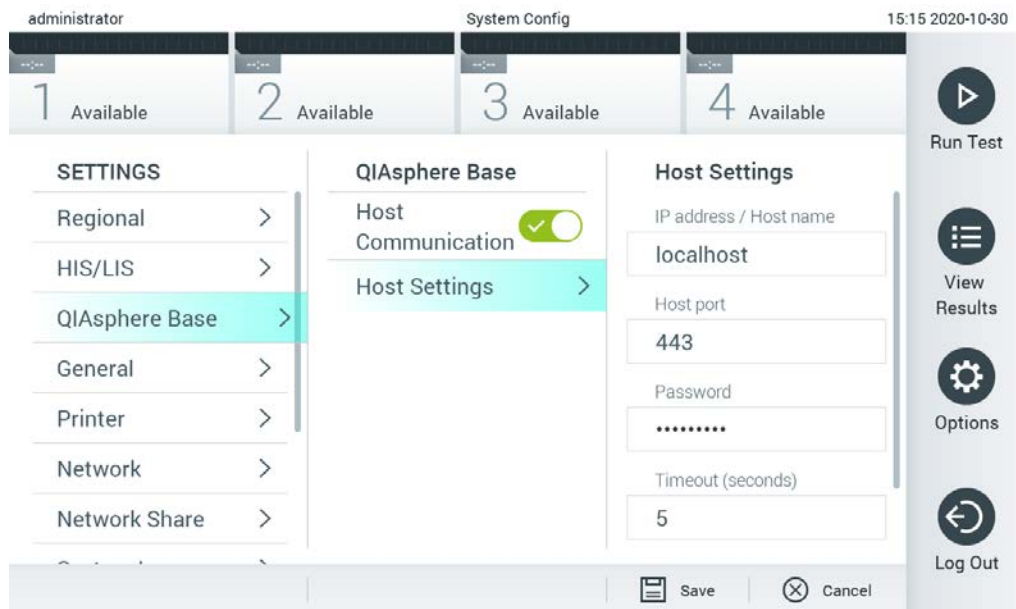 administrator System Config 15:15 2020-10-30
--:-- --:-- --:-- --:--
1 Available 2 Available 3 Available 4 Available
Run Test
SETTINGS
Regional
HIS/LIS
QIAsphere Base
General
Printer
Network
Network Share
QIAsphere Base
Host
Communication
Host Settings
Host Settings
IP address / Host name
localhost
Host port
443
Password
•••••••••
Timeout (seconds)
5
View
Results
Options
Log Out
Save Cancel